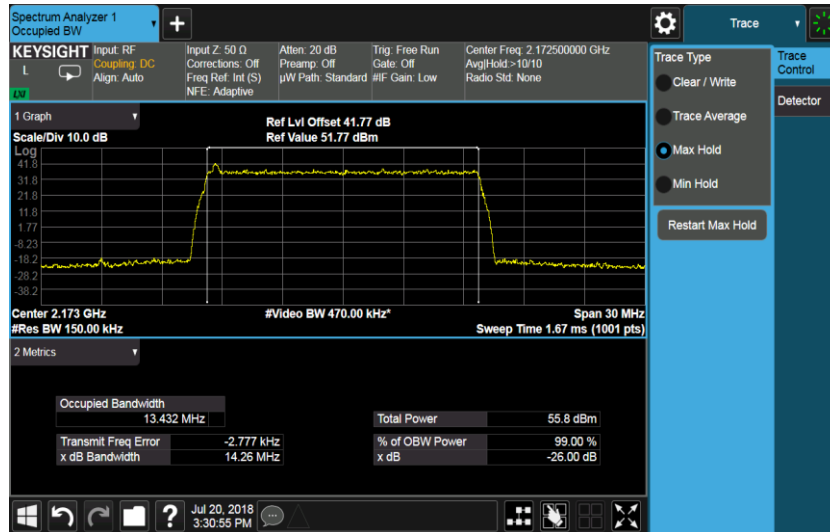 Spectrum Analyzer 1
Occupied BW
+
Trace
KEYSIGHT
L
LXI
Input: RF
Coupling: DC
Align: Auto
Input Z: 50 Ω
Corrections: Off
Freq Ref: Int (S)
NFE: Adaptive
Atten: 20 dB
Preamp: Off
µW Path: Standard
Trig: Free Run
Gate: Off
#IF Gain: Low
Center Freq: 2.172500000 GHz
Avg|Hold:>10/10
Radio Std: None
1 Graph
Scale/Div 10.0 dB
Ref Lvl Offset 41.77 dB
Ref Value 51.77 dBm
Log
41.8
31.8
21.8
11.8
1.77
-8.23
-18.2
-28.2
-38.2
Center 2.173 GHz
#Res BW 150.00 kHz
#Video BW 470.00 kHz*
Span 30 MHz
Sweep Time 1.67 ms (1001 pts)
2 Metrics
Occupied Bandwidth
13.432 MHz
Transmit Freq Error -2.777 kHz
x dB Bandwidth 14.26 MHz
Total Power 55.8 dBm
% of OBW Power 99.00 %
x dB -26.00 dB
?
Jul 20, 2018
3:30:55 PM
Trace Type
Clear / Write
Trace Average
Max Hold
Min Hold
Restart Max Hold
Trace
Control
Detector